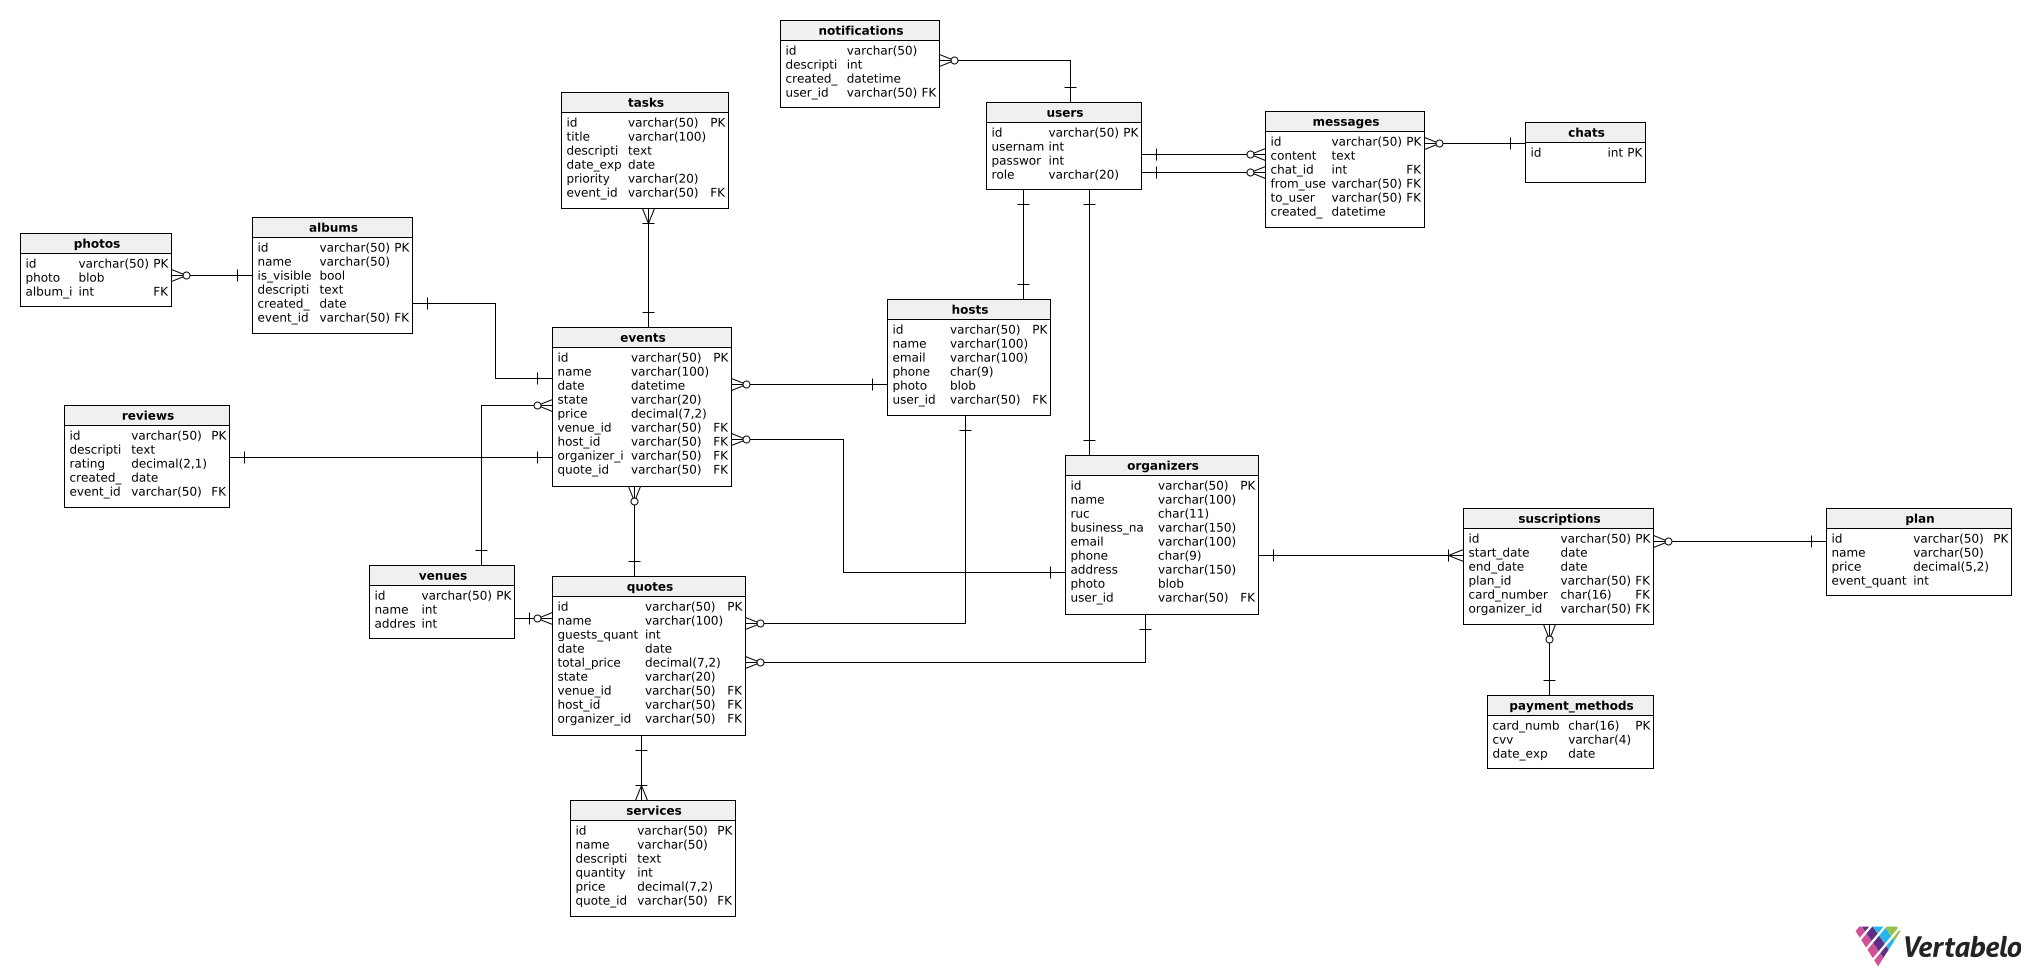 notifications
id varchar(50)
descripti int
created_ datetime
user_id varchar(50) FK
tasks
id varchar(50) PK
title varchar(100)
descripti text
date_exp date
priority varchar(20)
event_id varchar(50) FK
users
id varchar(50) PK
usernam int
passwor int
role varchar(20)
messages
id varchar(50) PK
content text
chat_id int FK
from_use varchar(50) FK
to_user varchar(50) FK
created_ datetime
chats
id int PK
photos
id varchar(50) PK
photo blob
album_i int FK
albums
id varchar(50) PK
name varchar(50)
is_visible bool
descripti text
created_ date
event_id varchar(50) FK
events
id varchar(50) PK
name varchar(100)
date datetime
state varchar(20)
price decimal(7,2)
venue_id varchar(50) FK
host_id varchar(50) FK
organizer_i varchar(50) FK
quote_id varchar(50) FK
hosts
id varchar(50) PK
name varchar(100)
email varchar(100)
phone char(9)
photo blob
user_id varchar(50) FK
reviews
id varchar(50) PK
descripti text
rating decimal(2,1)
created_ date
event_id varchar(50) FK
organizers
id varchar(50) PK
name varchar(100)
ruc char(11)
business_na varchar(150)
email varchar(100)
phone char(9)
address varchar(150)
photo blob
user_id varchar(50) FK
suscriptions
id varchar(50) PK
start_date date
end_date date
plan_id varchar(50) FK
card_number char(16) FK
organizer_id varchar(50) FK
plan
id varchar(50) PK
name varchar(50)
price decimal(5,2)
event_quant int
venues
id varchar(50) PK
name int
addres int
quotes
id varchar(50) PK
name varchar(100)
guests_quant int
date date
total_price decimal(7,2)
state varchar(20)
venue_id varchar(50) FK
host_id varchar(50) FK
organizer_id varchar(50) FK
payment_methods
card_numb char(16) PK
cvv varchar(4)
date_exp date
services
id varchar(50) PK
name varchar(50)
descripti text
quantity int
price decimal(7,2)
quote_id varchar(50) FK
Vertabelo